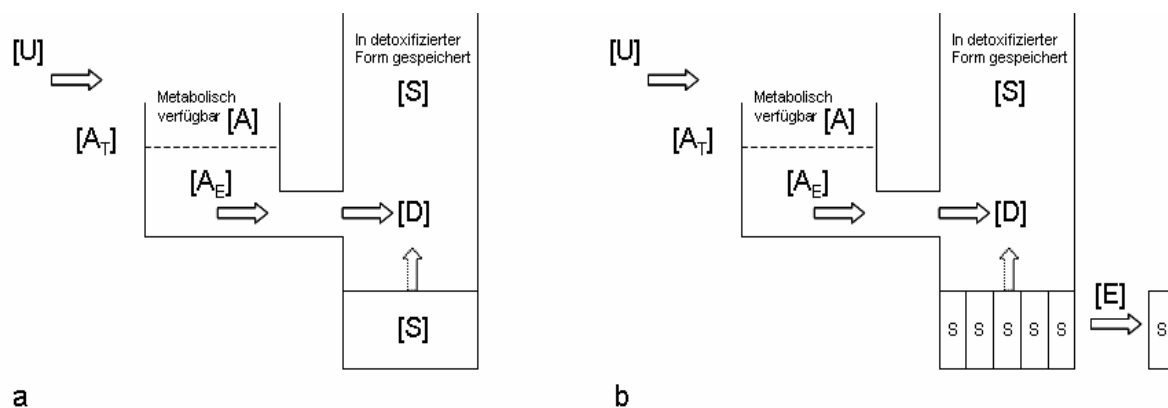 [U]
In detoxifizierter
Form gespeichert
[S]
Metabolisch
verfügbar [A]
[A_T]
[A_E]
[D]
[S]
a
[U]
In detoxifizierter
Form gespeichert
[S]
Metabolisch
verfügbar [A]
[A_T]
[A_E]
[D]
[E]
S S S S S S
b